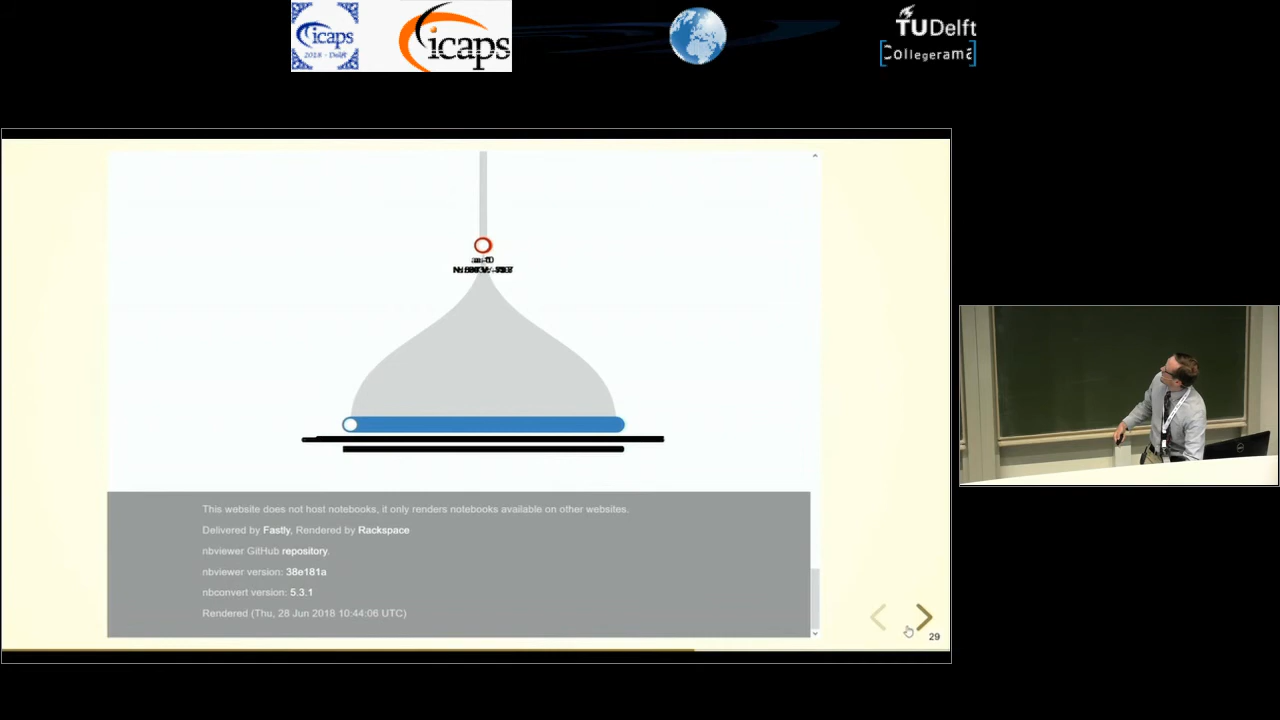 icaps
2018 - Delft
icaps
TUDelft
Collegerama
This website does not host notebooks, it only renders notebooks available on other websites.
Delivered by Fastly, Rendered by Rackspace
nbviewer GitHub repository.
nbviewer version: 38e181a
nbconvert version: 5.3.1
Rendered (Thu, 28 Jun 2018 10:44:06 UTC)
29